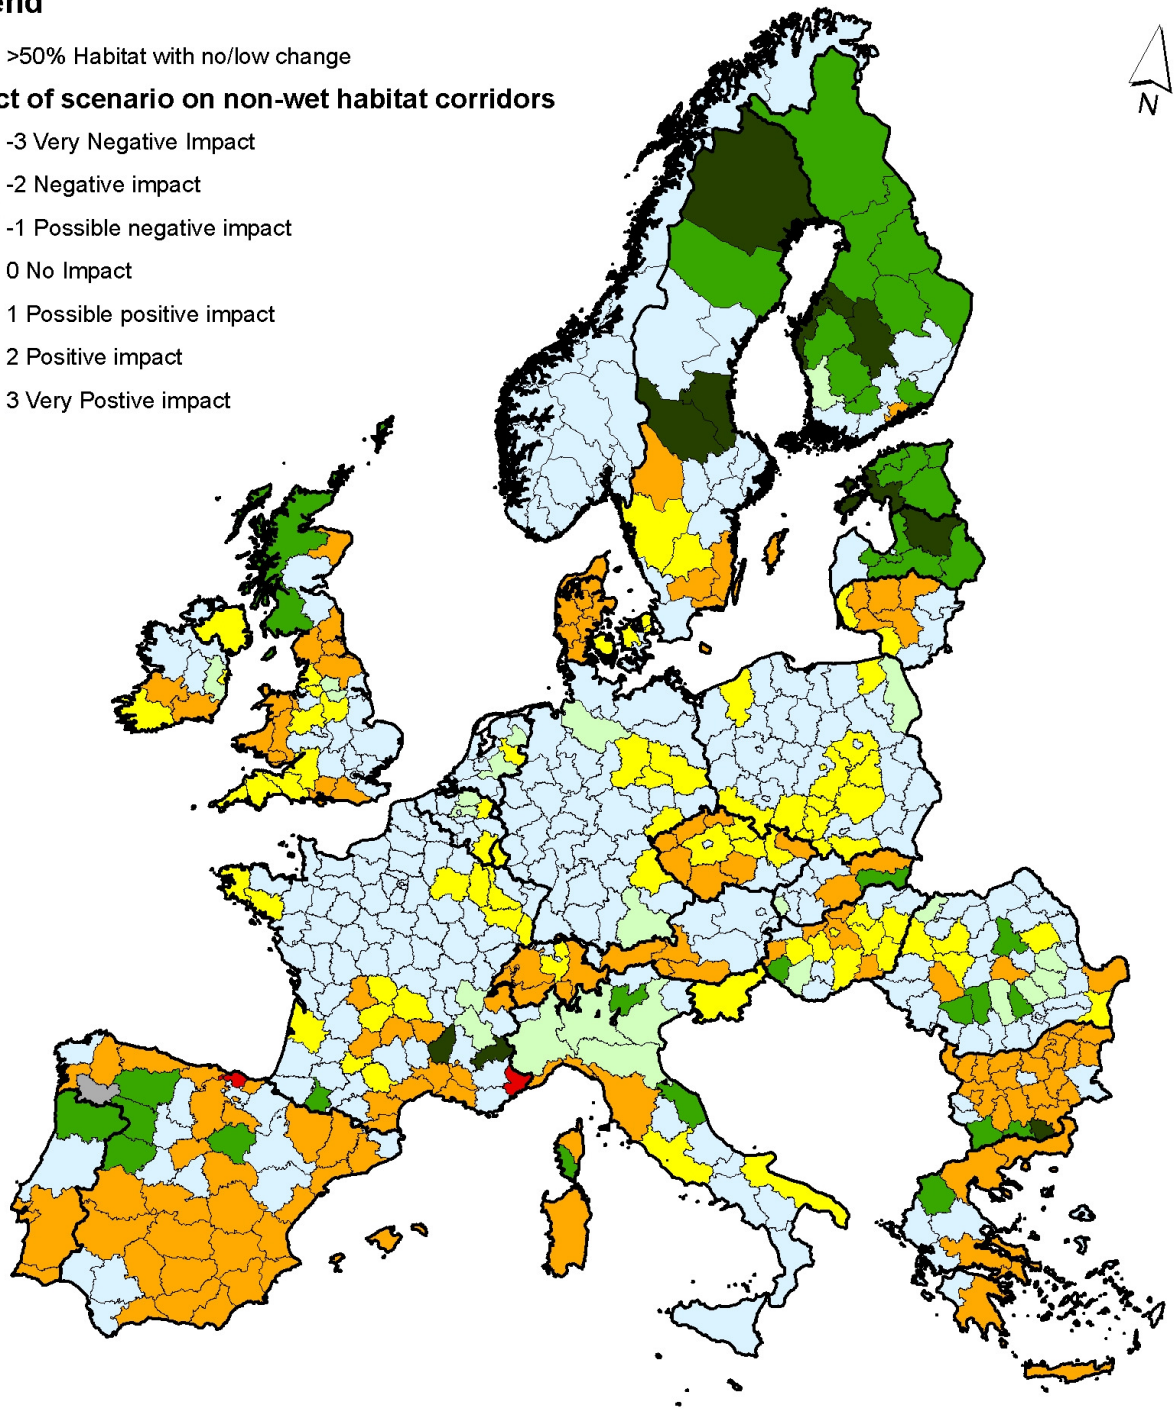 end
>50% Habitat with no/low change
ct of scenario on non-wet habitat corridors
-3 Very Negative Impact
-2 Negative impact
-1 Possible negative impact
0 No Impact
1 Possible positive impact
2 Positive impact
3 Very Postive impact
N